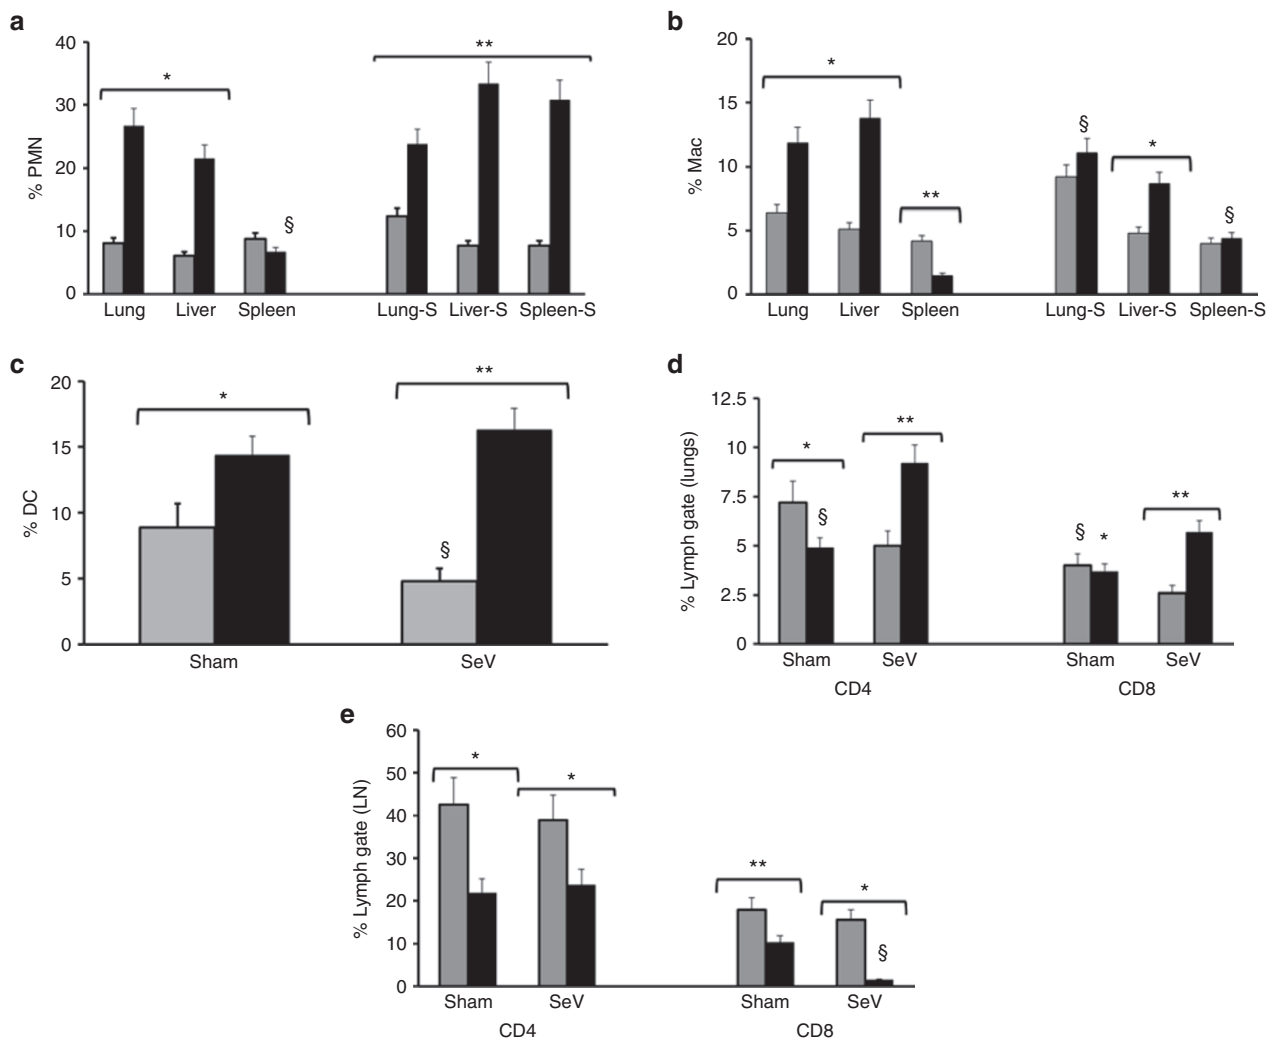 a
% PMN
40
30
20
10
0
*
§
**
Lung Liver Spleen Lung-S Liver-S Spleen-S
b
% Mac
20
15
10
5
0
*
**
§
*
§
Lung Liver Spleen Lung-S Liver-S Spleen-S
c
% DC
20
15
10
5
0
*
§
**
Sham SeV
d
% Lymph gate (lungs)
12.5
10
7.5
5
2.5
0
*
§
**
§ *
**
Sham SeV Sham SeV
CD4 CD8
e
% Lymph gate (LN)
60
50
40
30
20
10
0
*
*
**
*
§
Sham SeV Sham SeV
CD4 CD8